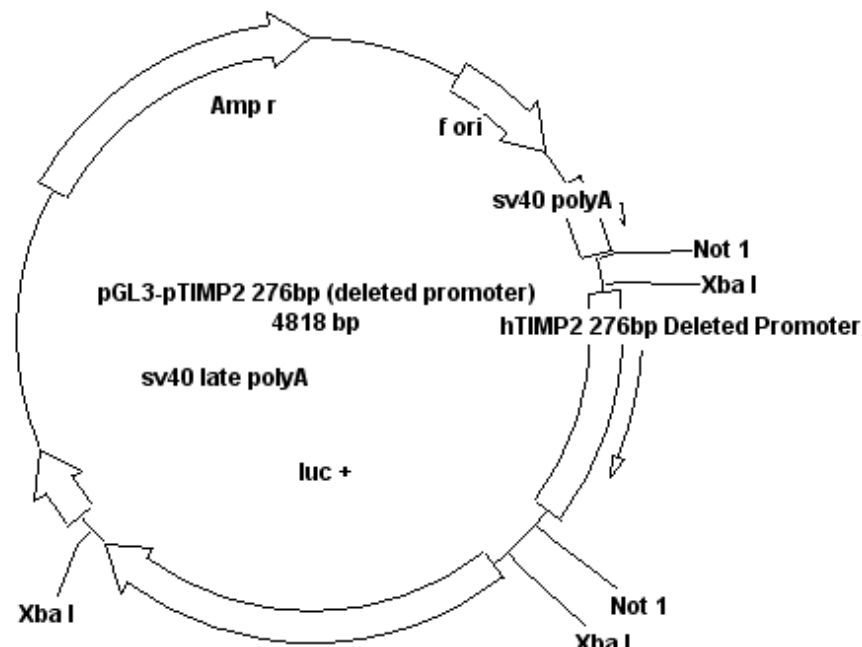 Amp r
f ori
sv40 polyA
Not 1
Xba I
pGL3-pTIMP2 276bp (deleted promoter)
4818 bp
hTIMP2 276bp Deleted Promoter
sv40 late polyA
luc +
Xba I
Not 1
Xba I